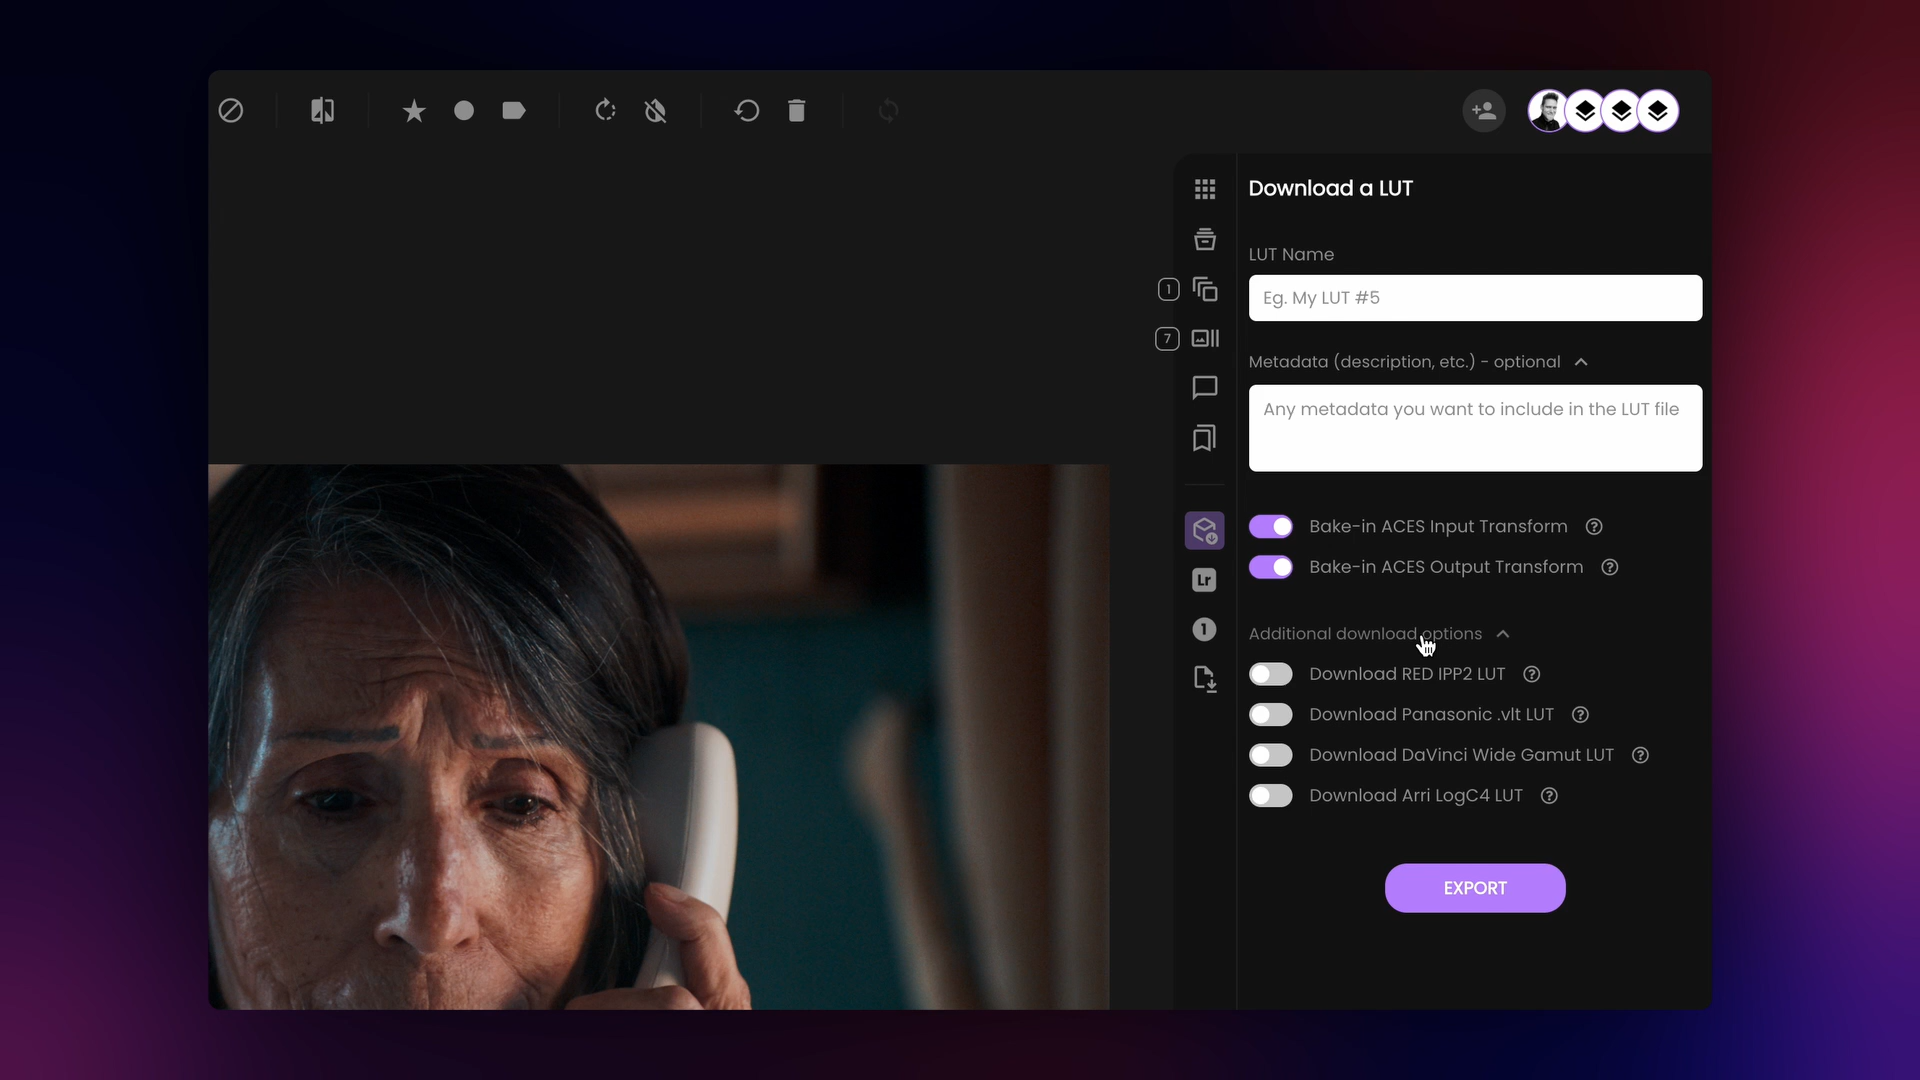 Download a LUT
LUT Name
Eg. My LUT #5
1
7
Metadata (description, etc.) - optional
Any metadata you want to include in the LUT file
Bake-in ACES Input Transform ?
Bake-in ACES Output Transform ?
Lr
1
Additional download options
Download RED IPP2 LUT ?
Download Panasonic .vlt LUT ?
Download DaVinci Wide Gamut LUT ?
Download Arri LogC4 LUT ?
EXPORT